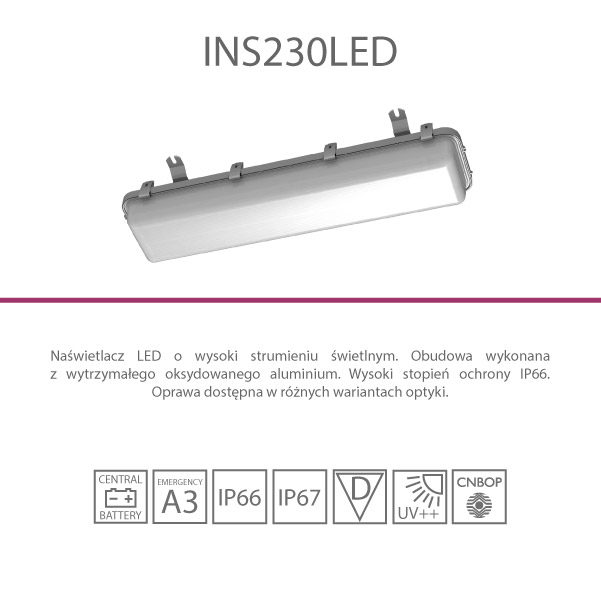 INS230LED
Naświetlacz LED o wysoki strumieniu świetlnym. Obudowa wykonana
z wytrzymałego oksydowanego aluminium. Wysoki stopień ochrony IP66.
Oprawa dostępna w różnych wariantach optyki.
CENTRAL
BATTERY
EMERGENCY
A3
IP66
IP67
D
UV++
CNBOP